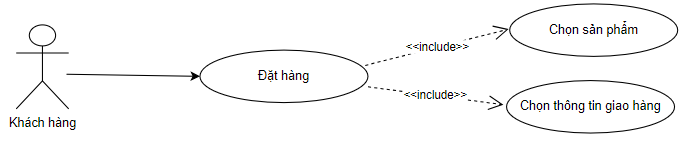 Chọn sản phẩm
<<include>>
Đặt hàng
<<include>>
Chọn thông tin giao hàng
Khách hàng